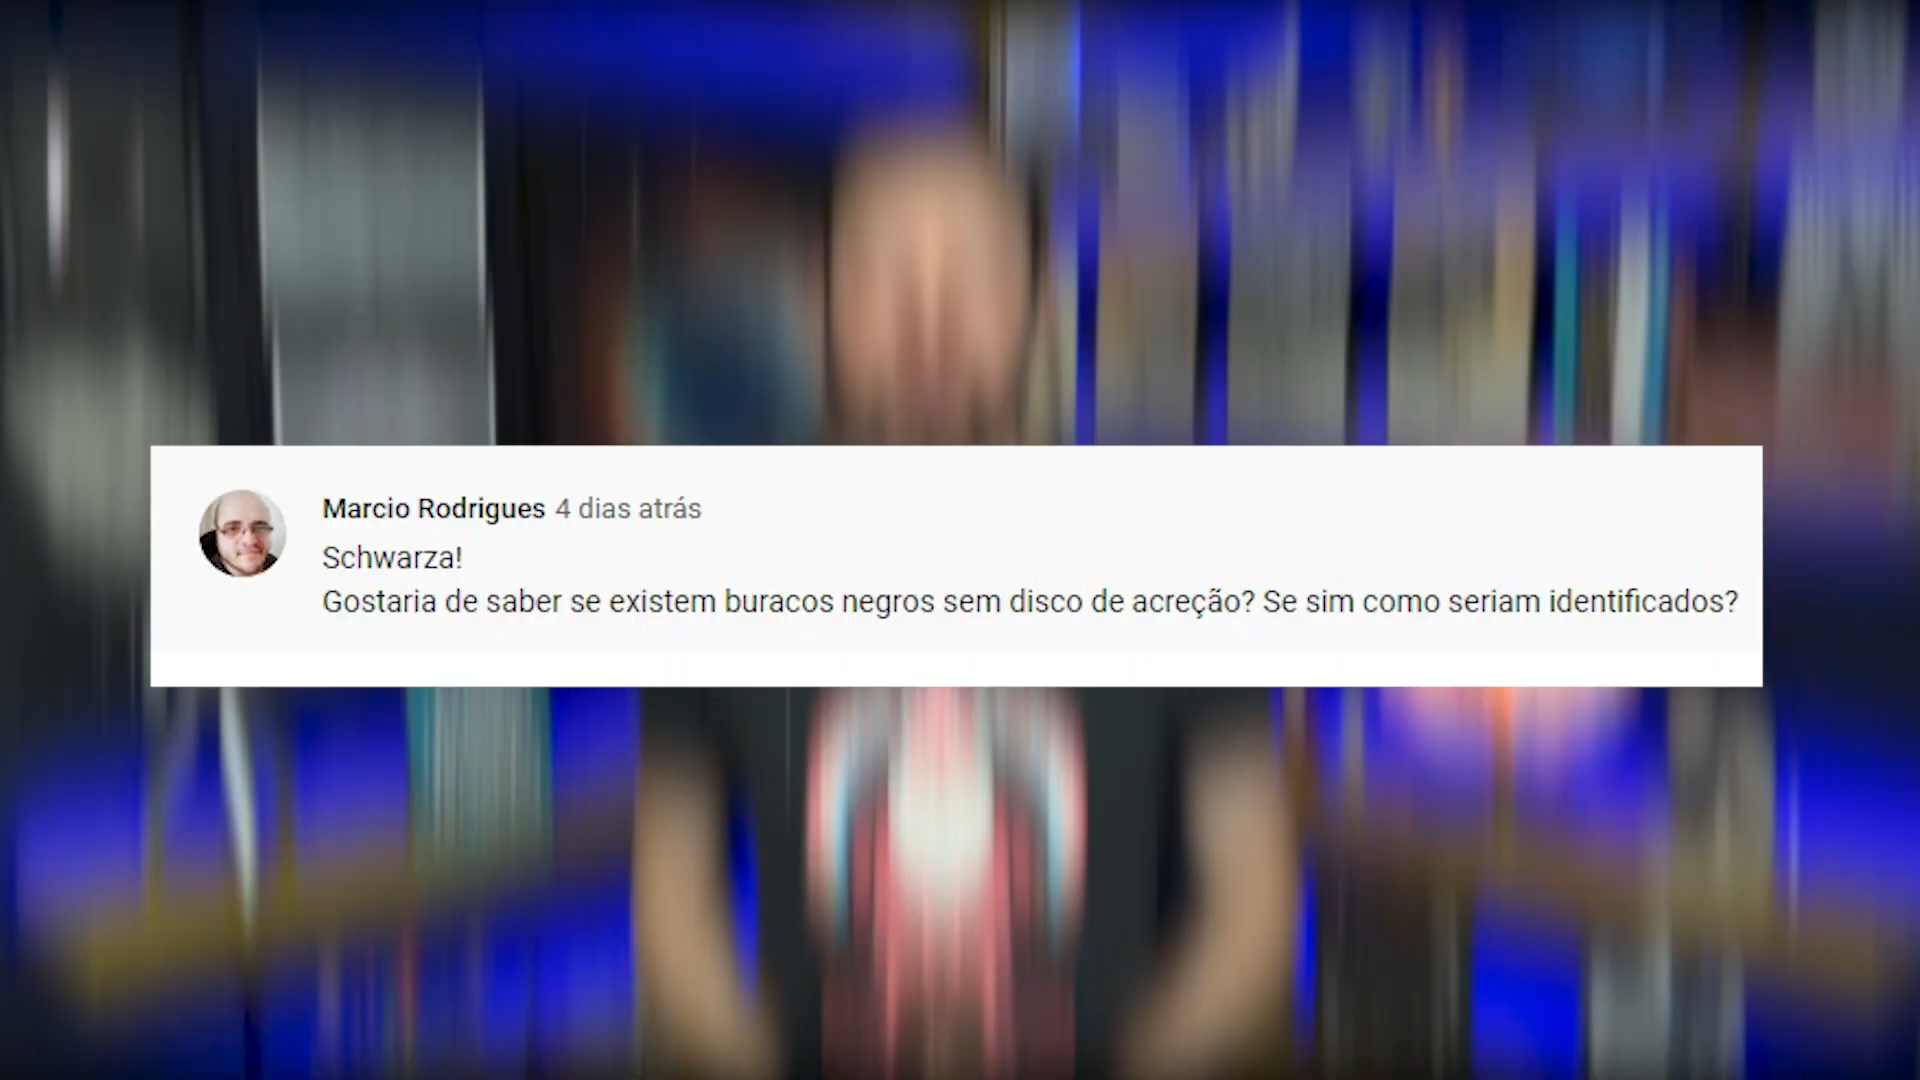 Marcio Rodrigues 4 dias atrás
Schwarza!
Gostaria de saber se existem buracos negros sem disco de acreção? Se sim como seriam identificados?